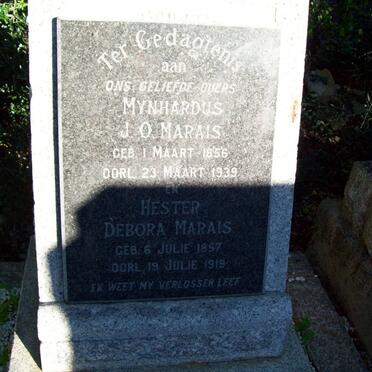 Ter Gedagtenis
aan
ONS GELIEFDE OUERS
MYNHARDUS
J. O. MARAIS
GEB. 1 MAART 1856
OORL. 23 MAART 1939
EN
HESTER
DEBORA MARAIS
GEB. 6 JULIE 1857
OORL. 19 JULIE 1919
EK WEET MY VERLOSSER LEEF